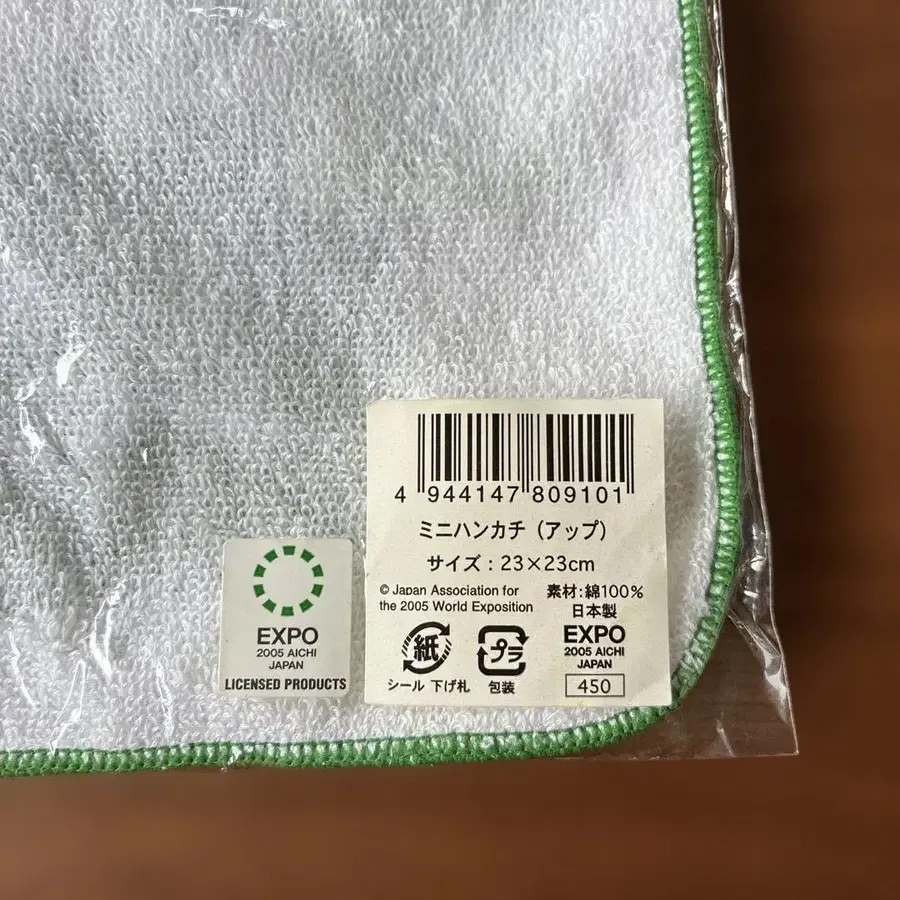 4 944147 809101
ミニハンカチ（アップ）
サイズ：23×23cm
© Japan Association for
the 2005 World Exposition
素材：綿100%
日本製
紙
シール 下げ札
プラ
包装
EXPO
2005 AICHI
JAPAN
450
EXPO
2005 AICHI
JAPAN
LICENSED PRODUCTS